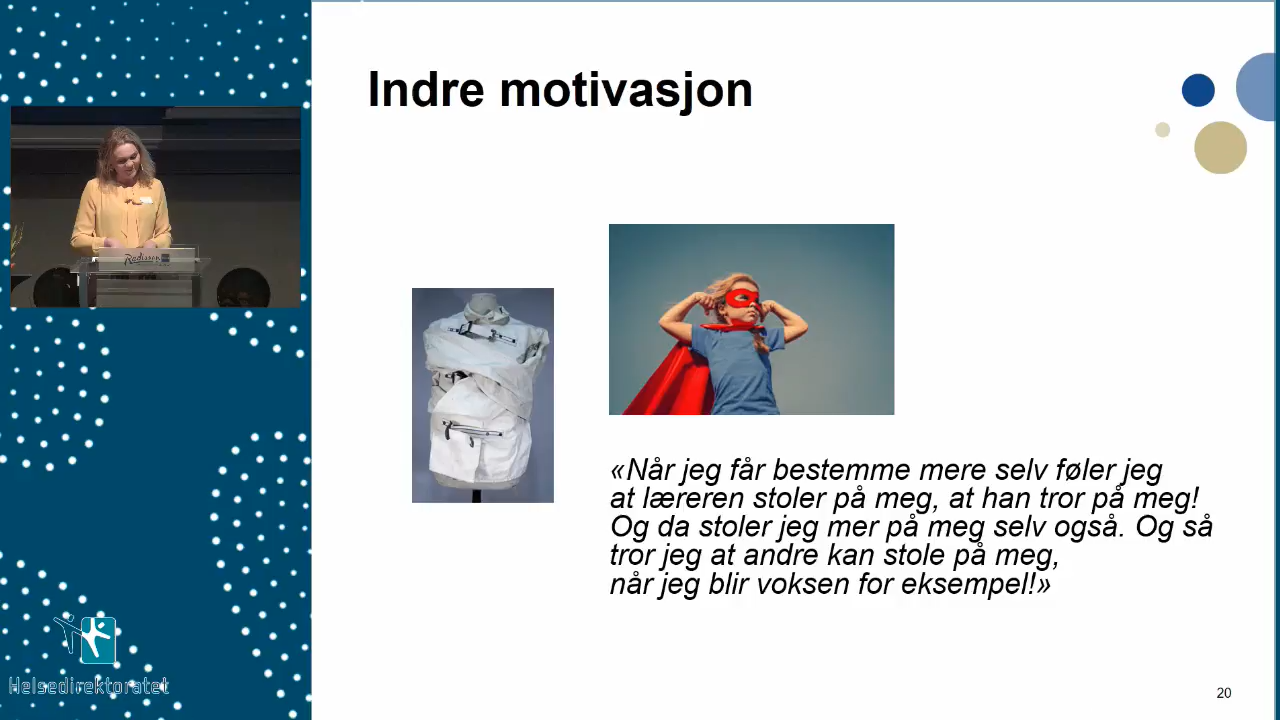 Indre motivasjon
Radisson
«Når jeg får bestemme mere selv føler jeg
at læreren stoler på meg, at han tror på meg!
Og da stoler jeg mer på meg selv også. Og så
tror jeg at andre kan stole på meg,
når jeg blir voksen for eksempel!»
Helsedirektoratet
20